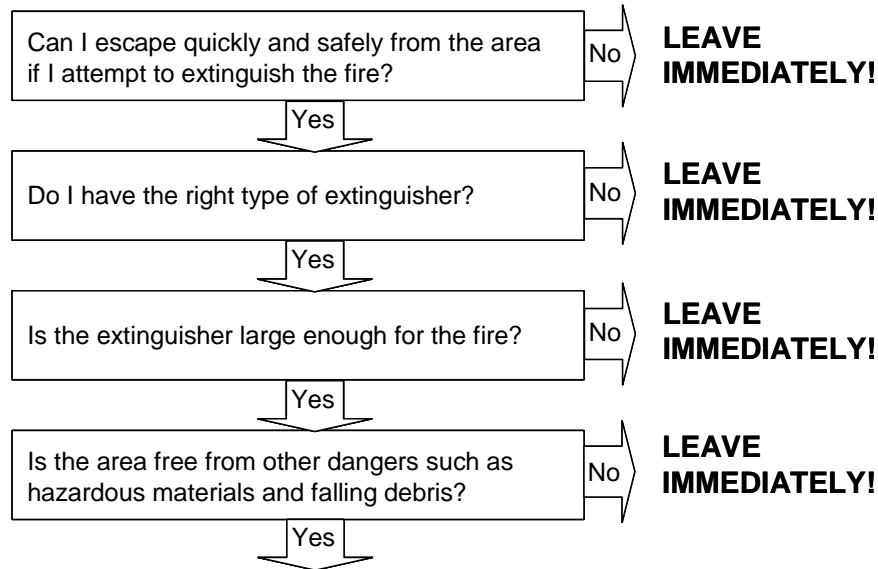 Can I escape quickly and safely from the area
if I attempt to extinguish the fire?
No
LEAVE
IMMEDIATELY!
Yes
Do I have the right type of extinguisher?
No
LEAVE
IMMEDIATELY!
Yes
Is the extinguisher large enough for the fire?
No
LEAVE
IMMEDIATELY!
Yes
Is the area free from other dangers such as
hazardous materials and falling debris?
No
LEAVE
IMMEDIATELY!
Yes